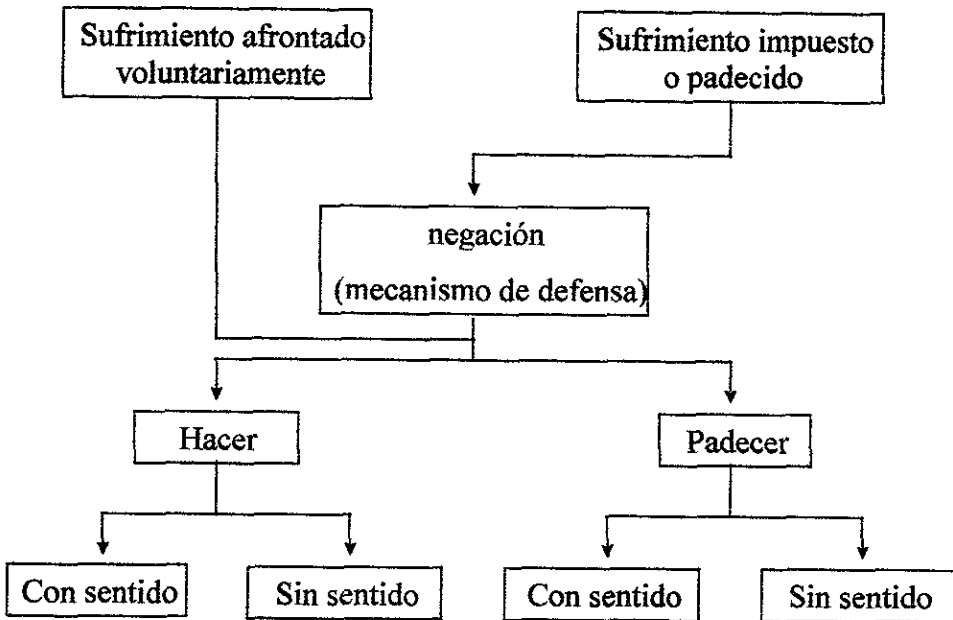 Sufrimiento afrontado
voluntariamente
Sufrimiento impuesto
o padecido
negación
(mecanismo de defensa)
Hacer
Padecer
Con sentido
Sin sentido
Con sentido
Sin sentido